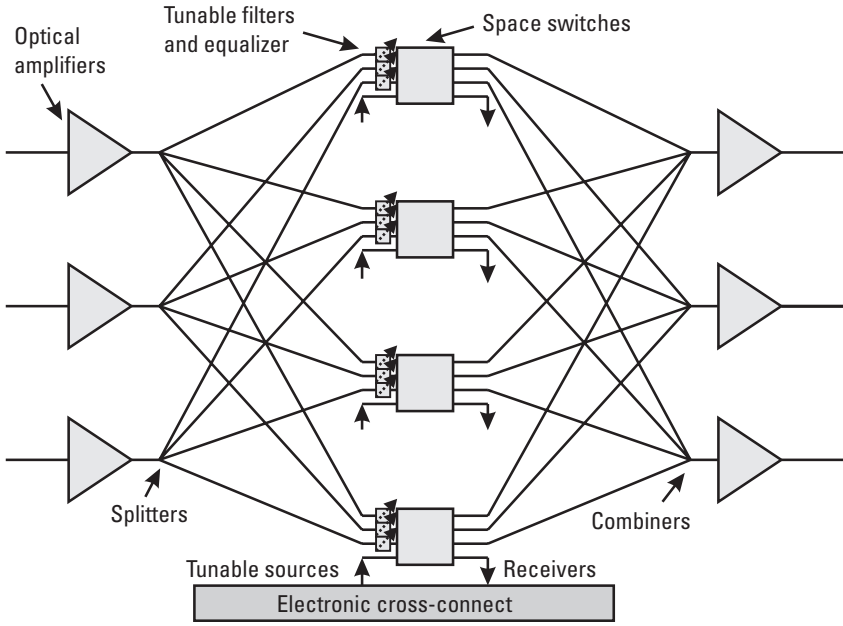 Tunable filters
and equalizer
Space switches
Optical
amplifiers
Splitters
Combiners
Tunable sources
Receivers
Electronic cross-connect